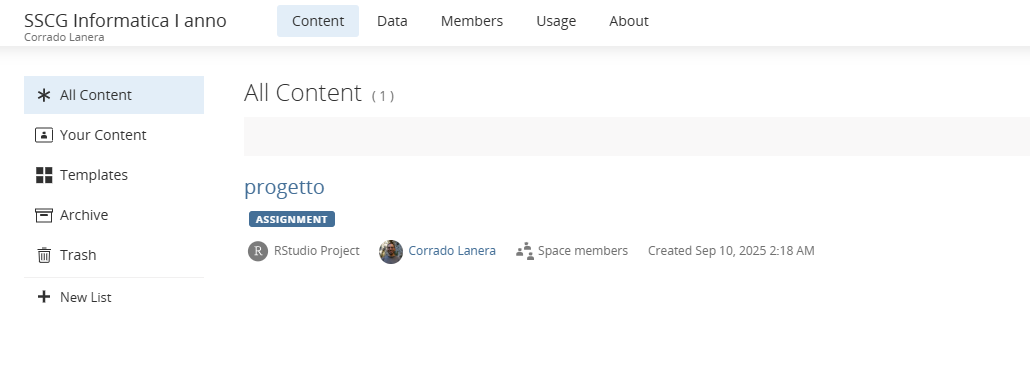 SSCG Informatica I anno
Corrado Lanera
Content Data Members Usage About
All Content
Your Content
Templates
Archive
Trash
New List
All Content ( 1 )
progetto
ASSIGNMENT
R RStudio Project Corrado Lanera Space members Created Sep 10, 2025 2:18 AM